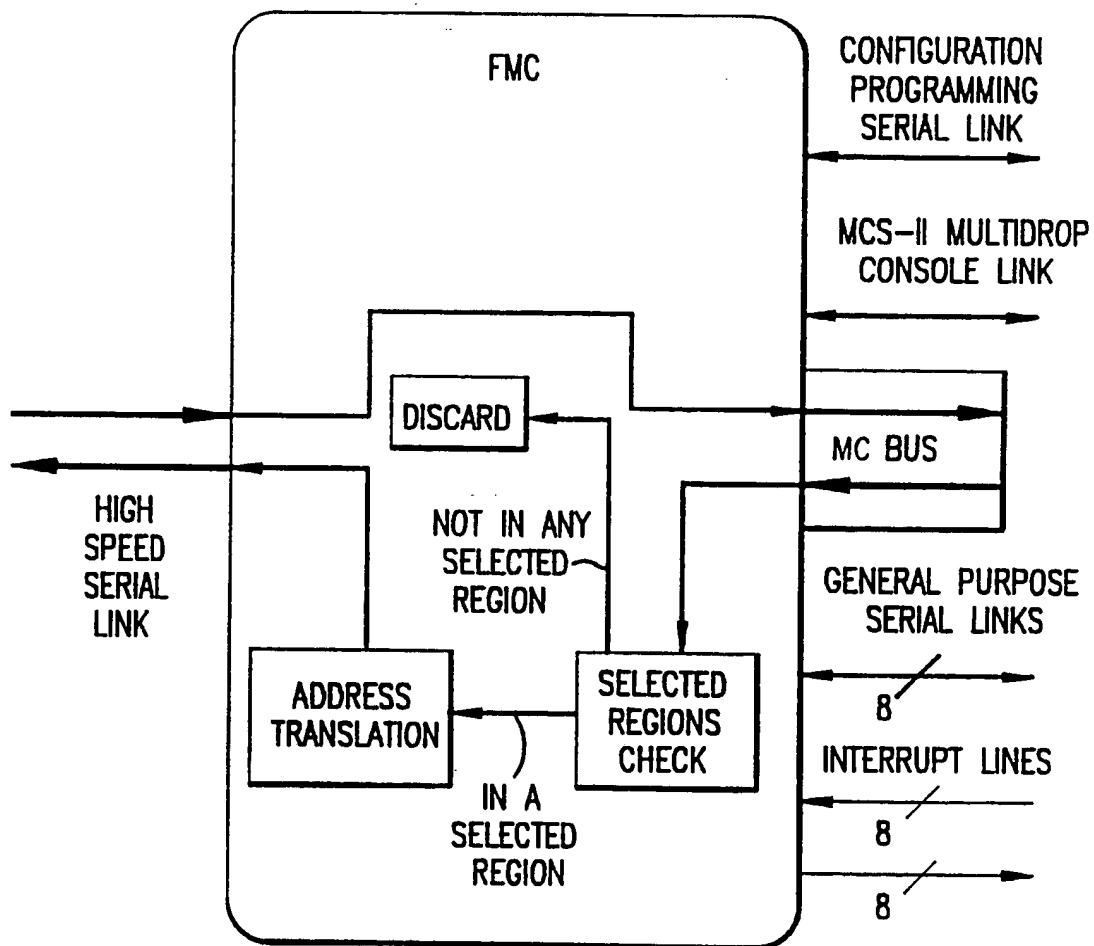 FMC
CONFIGURATION
PROGRAMMING
SERIAL LINK
MCS-II MULTIDROP
CONSOLE LINK
DISCARD
MC BUS
HIGH
SPEED
SERIAL
LINK
NOT IN ANY
SELECTED
REGION
GENERAL PURPOSE
SERIAL LINKS
8
ADDRESS
TRANSLATION
SELECTED
REGIONS
CHECK
IN A
SELECTED
REGION
INTERRUPT LINES
8
8